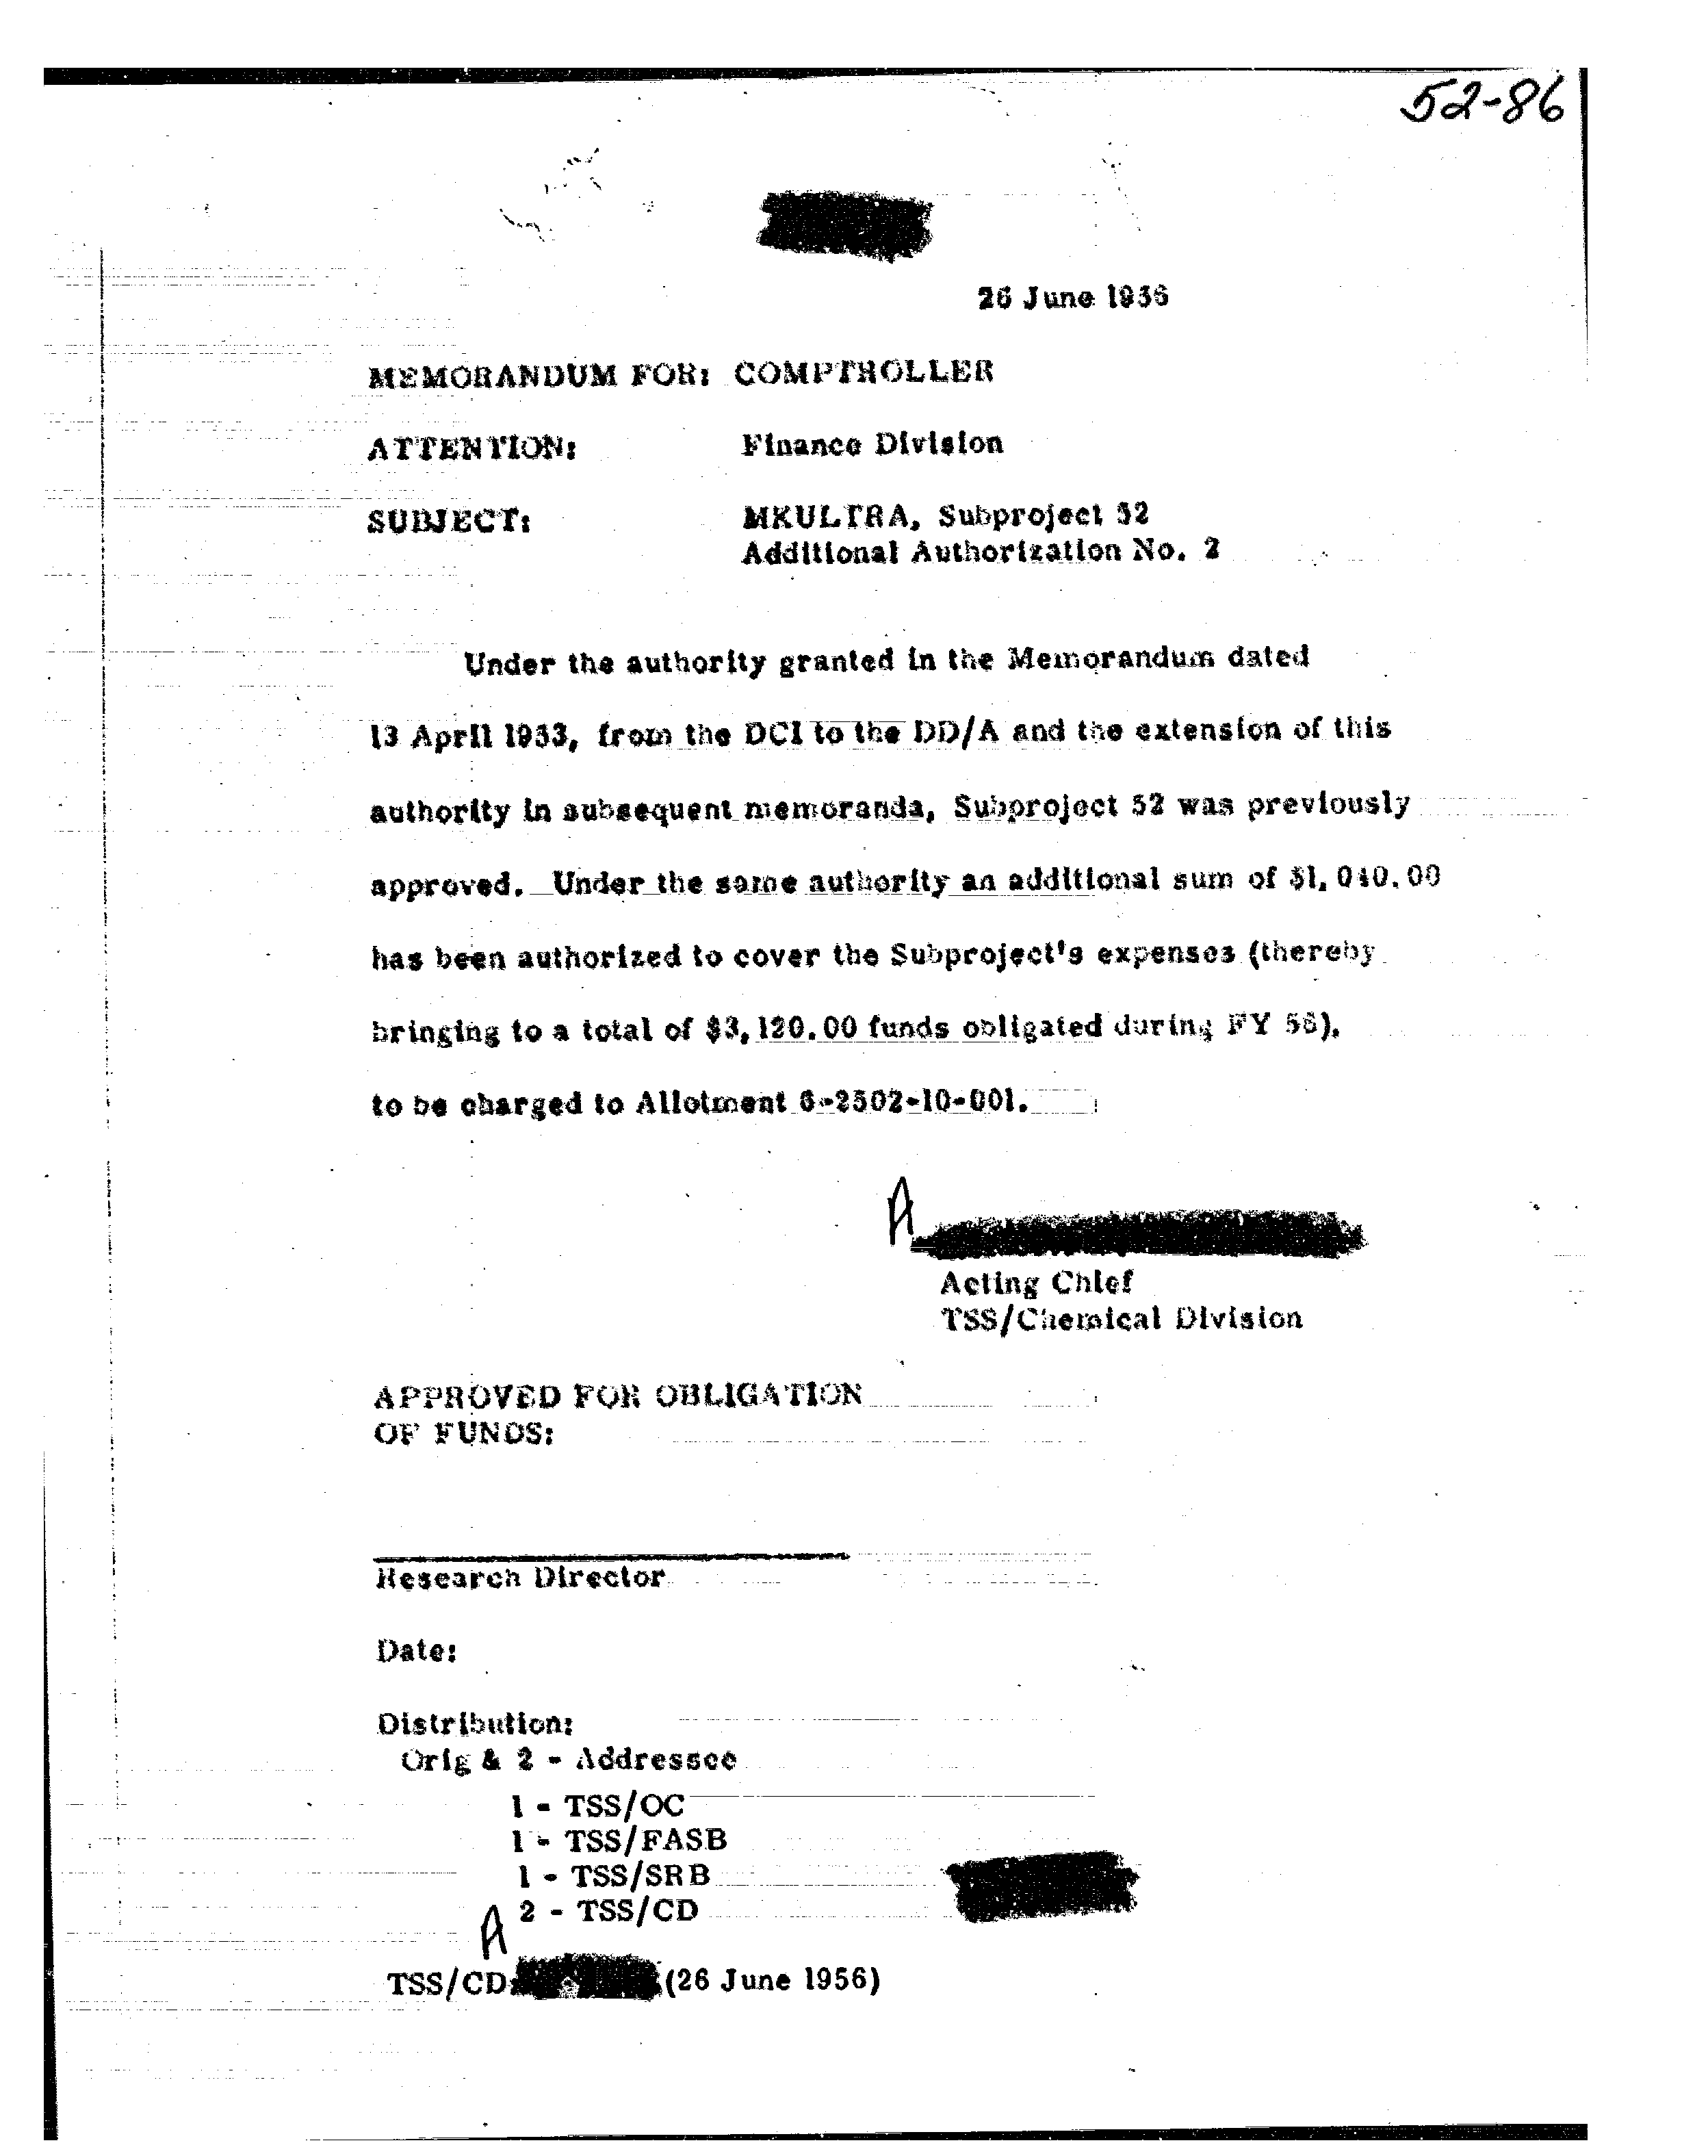 52-86
26 June 1956
MEMORANDUM FOR: COMPTROLLER
ATTENTION: Finance Division
SUBJECT: MKULTRA, Subproject 52
Additional Authorization No. 2
Under the authority granted in the Memorandum dated
13 April 1953, from the DCI to the DD/A and the extension of this
authority in subsequent memoranda, Subproject 52 was previously
approved. Under the same authority an additional sum of $1,040.00
has been authorized to cover the Subproject's expenses (thereby
bringing to a total of $3,120.00 funds obligated during FY 56),
to be charged to Allotment 6-2502-10-001.
A
Acting Chief
TSS/Chemical Division
APPROVED FOR OBLIGATION
OF FUNDS:
Research Director
Date:
Distribution:
Orig & 2 - Addressee
1 - TSS/OC
1 - TSS/FASB
1 - TSS/SRB
2 - TSS/CD
A
TSS/CD (26 June 1956)